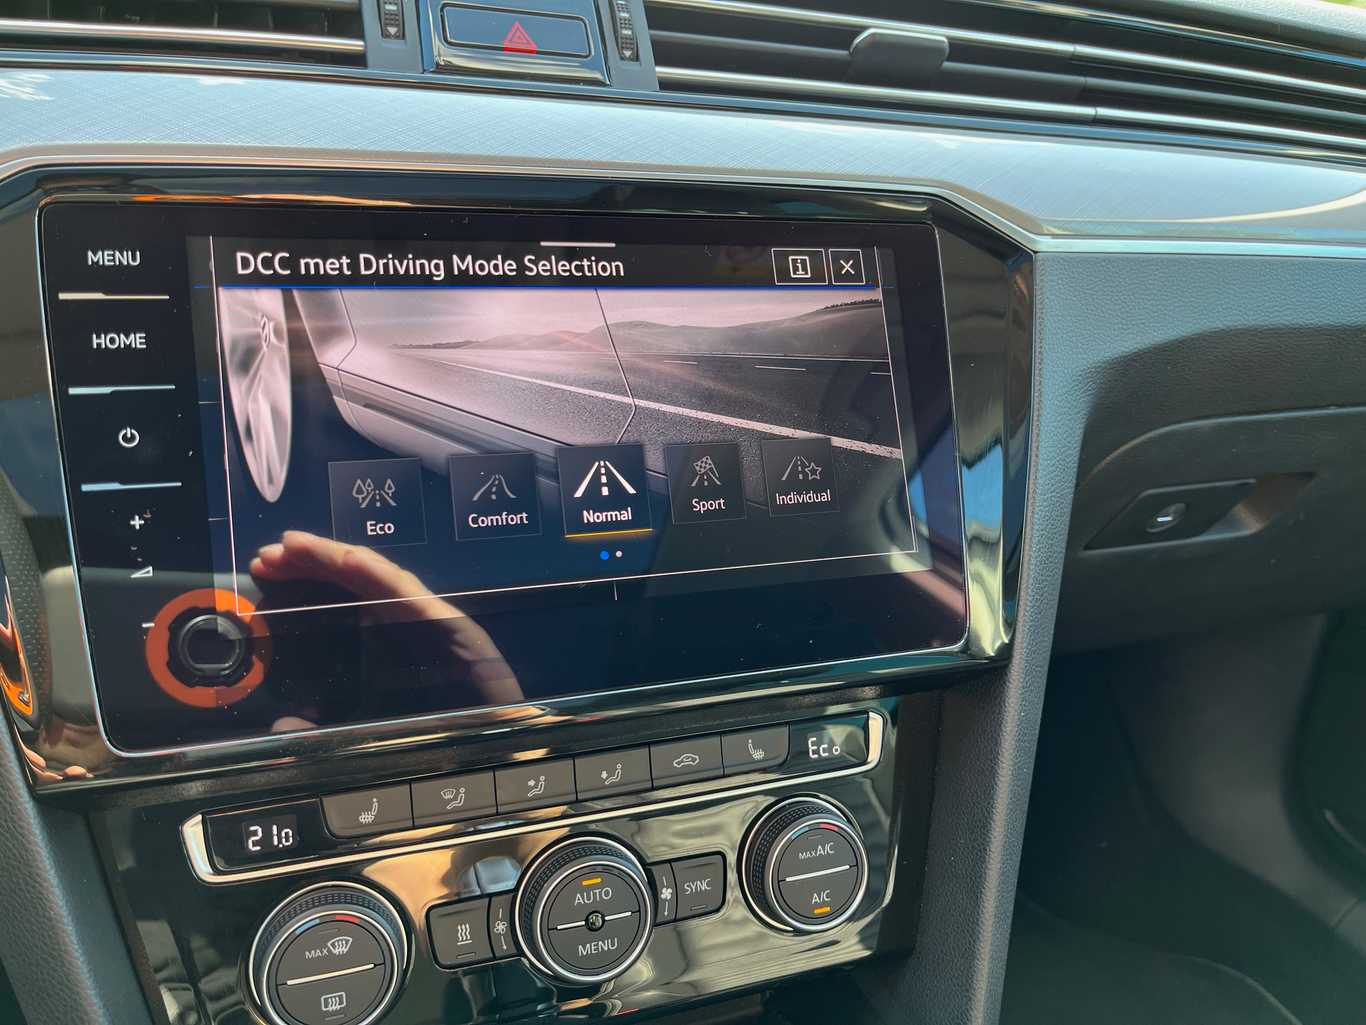 MENU
HOME
DCC met Driving Mode Selection
i
Eco
Comfort
Normal
Sport
Individual
21.0
Eco
MAX
AUTO
MENU
SYNC
MAX A/C
A/C